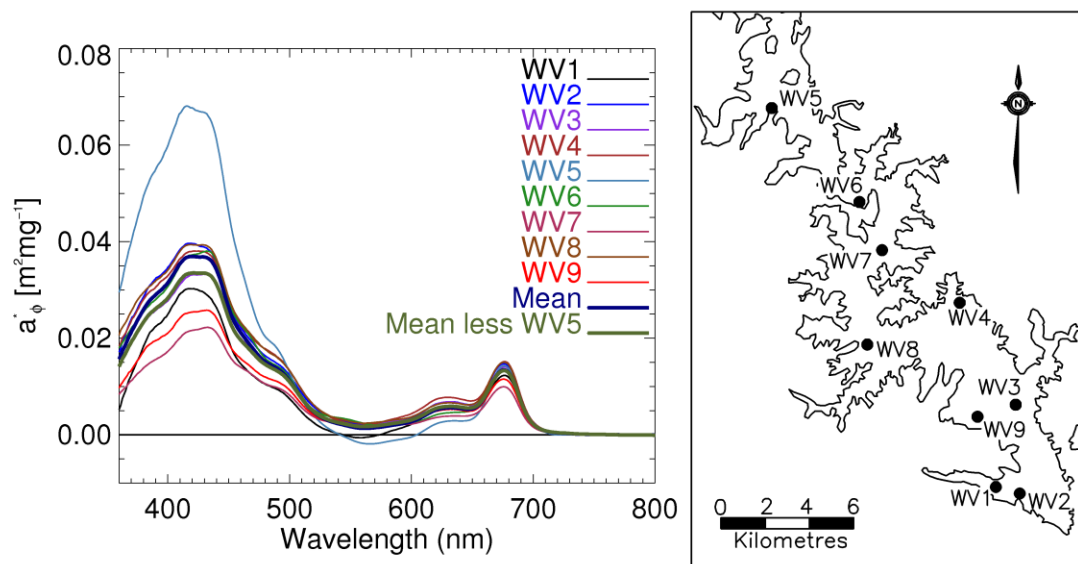 0.08
0.06
0.04
0.02
0.00
a*ϕ [m²mg⁻¹]
400 500 600 700 800
Wavelength (nm)
WV1
WV2
WV3
WV4
WV5
WV6
WV7
WV8
WV9
Mean
Mean less WV5
N
WV5
WV6
WV7
WV4
WV8
WV3
WV9
WV1 WV2
0 2 4 6
Kilometres